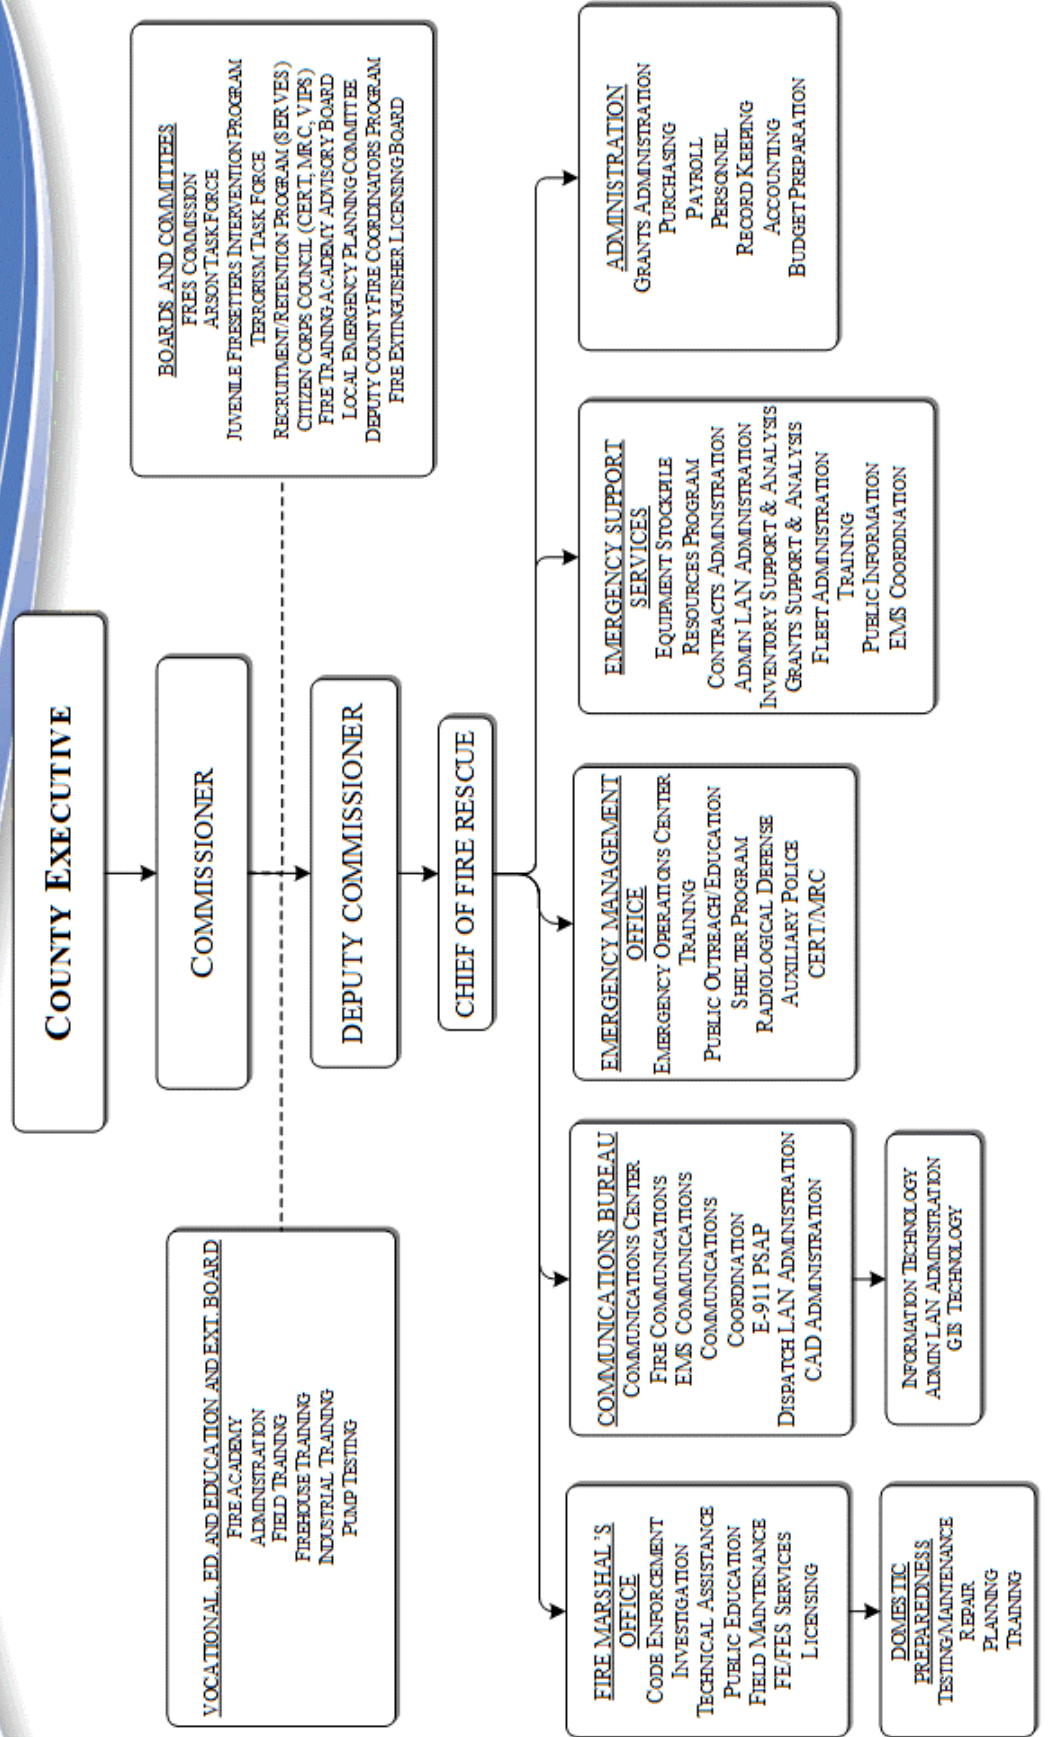 COUNTY EXECUTIVE
COMMISSIONER
VOCATIONAL. ED. AND EDUCATION AND EXT. BOARD
FIRE ACADEMY
ADMINISTRATION
FIELD TRAINING
FIREHOUSE TRAINING
INDUSTRIAL TRAINING
PUMP TESTING
BOARDS AND COMMITTEES
FRES COMMISSION
ARSON TASK FORCE
JUVENILE FIRESETTERS INTERVENTION PROGRAM
TERRORISM TASK FORCE
RECRUITMENT/RETENTION PROGRAM (SERVES)
CITIZEN CORPS COUNCIL (CERT, MRC, VIPS)
FIRE TRAINING ACADEMY ADVISORY BOARD
LOCAL EMERGENCY PLANNING COMMITTEE
DEPUTY COUNTY FIRE COORDINATORS PROGRAM
FIRE EXTINGUISHER LICENSING BOARD
DEPUTY COMMISSIONER
CHIEF OF FIRE RESCUE
FIRE MARSHAL'S
OFFICE
CODE ENFORCEMENT
INVESTIGATION
TECHNICAL ASSISTANCE
PUBLIC EDUCATION
FIELD MAINTENANCE
FE/FES SERVICES
LICENSING
COMMUNICATIONS BUREAU
COMMUNICATIONS CENTER
FIRE COMMUNICATIONS
EMS COMMUNICATIONS
COMMUNICATIONS
COORDINATION
E-911 PSAP
DISPATCH LAN ADMINISTRATION
CAD ADMINISTRATION
EMERGENCY MANAGEMENT
OFFICE
EMERGENCY OPERATIONS CENTER
TRAINING
PUBLIC OUTREACH/EDUCATION
SHELTER PROGRAM
RADIOLOGICAL DEFENSE
AUXILIARY POLICE
CERT/MRC
EMERGENCY SUPPORT
SERVICES
EQUIPMENT STOCKPILE
RESOURCES PROGRAM
CONTRACTS ADMINISTRATION
ADMIN LAN ADMINISTRATION
INVENTORY SUPPORT & ANALYSIS
GRANTS SUPPORT & ANALYSIS
FLEET ADMINISTRATION
TRAINING
PUBLIC INFORMATION
EMS COORDINATION
ADMINISTRATION
GRANTS ADMINISTRATION
PURCHASING
PAYROLL
PERSONNEL
RECORD KEEPING
ACCOUNTING
BUDGET PREPARATION
DOMESTIC
PREPAREDNESS
TESTING/MAINTENANCE
REPAIR
PLANNING
TRAINING
INFORMATION TECHNOLOGY
ADMIN LAN ADMINISTRATION
GIS TECHNOLOGY